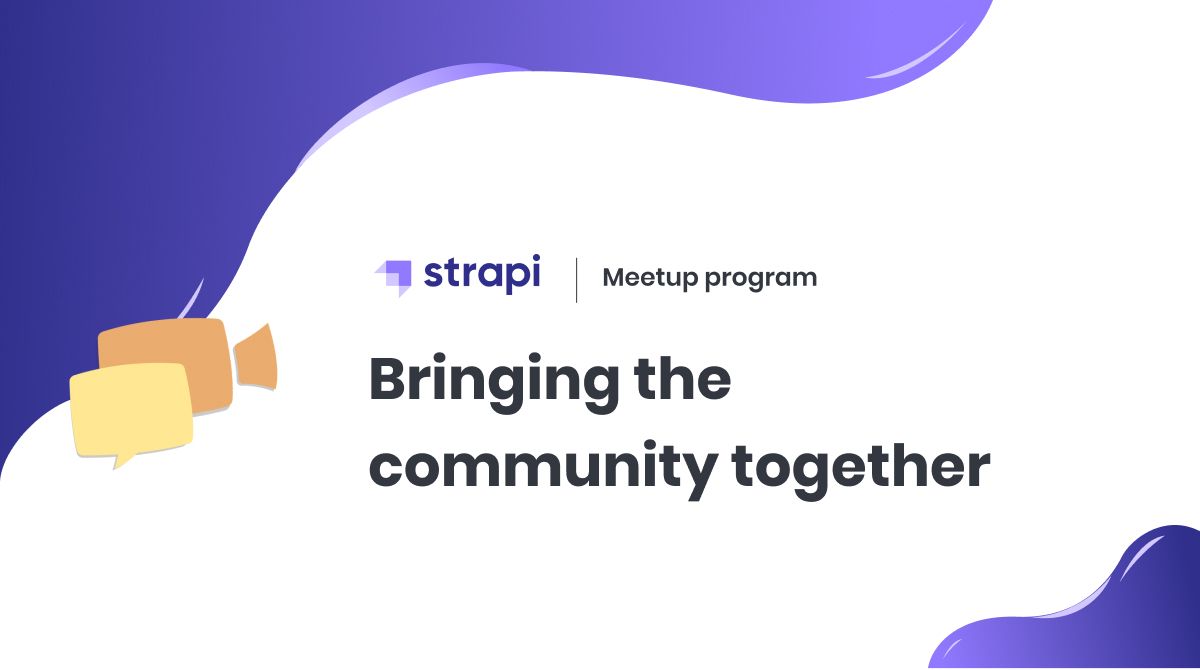 strapi
Meetup program
Bringing the
community together